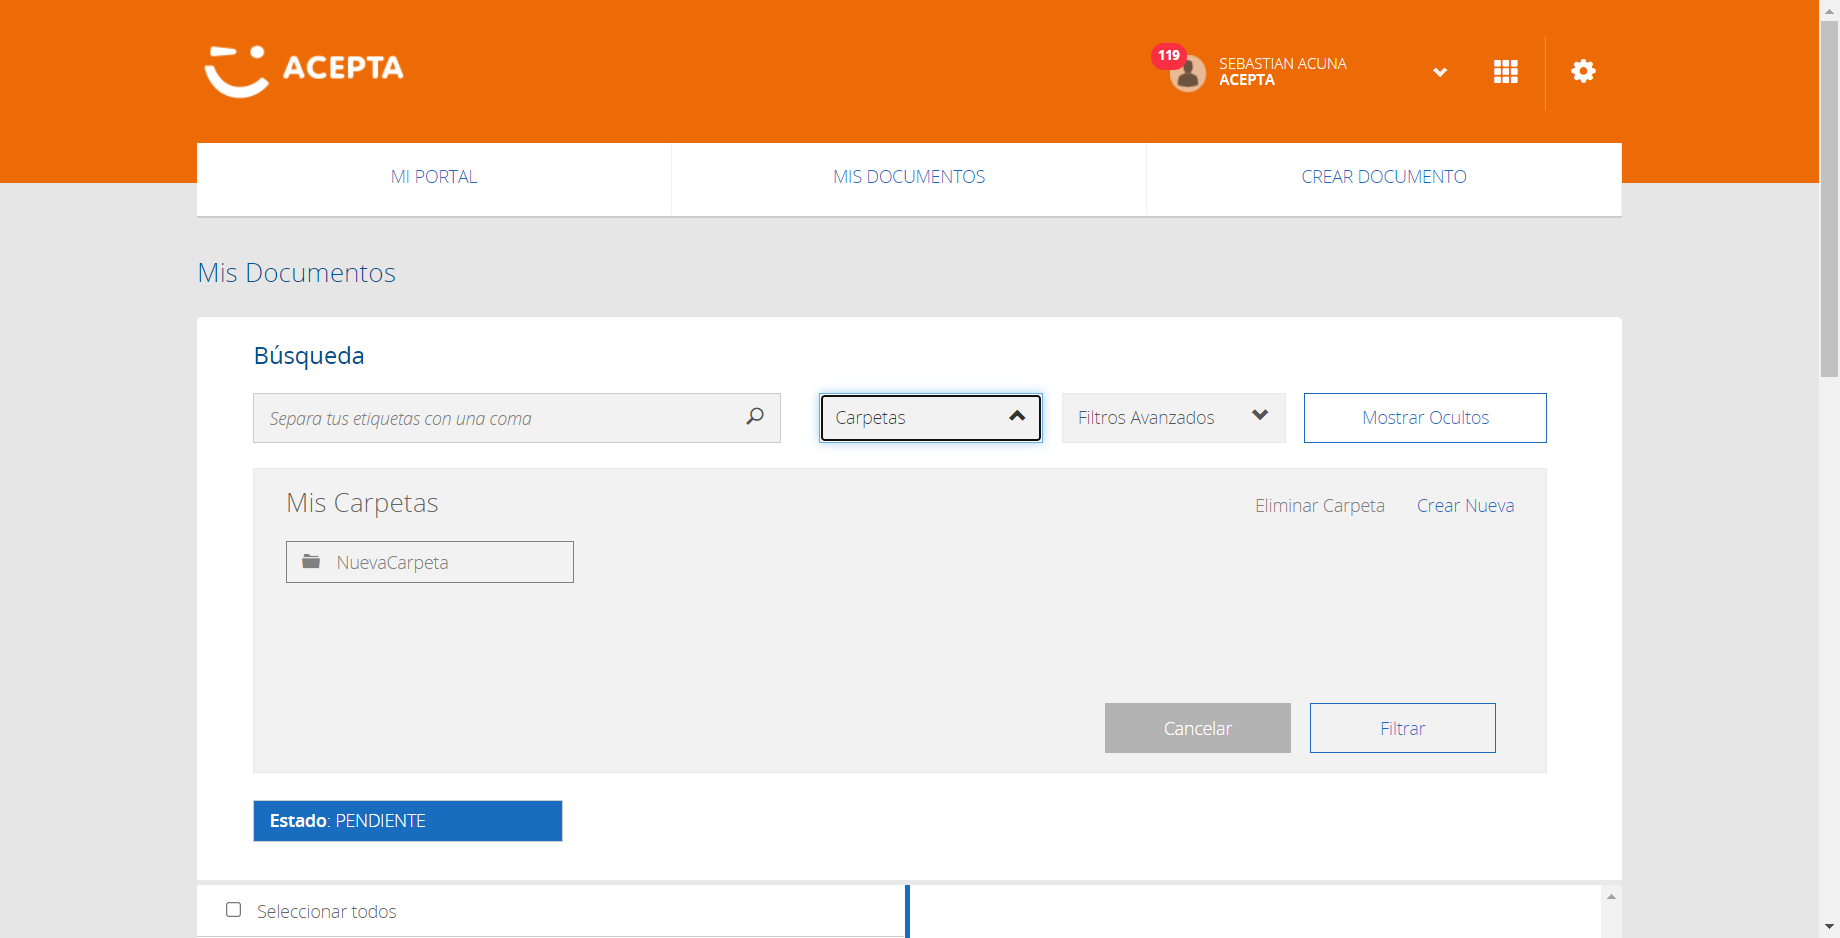 ACEPTA
119
SEBASTIAN ACUNA
ACEPTA
MI PORTAL
MIS DOCUMENTOS
CREAR DOCUMENTO
Mis Documentos
Búsqueda
Separa tus etiquetas con una coma
Carpetas
Filtros Avanzados
Mostrar Ocultos
Mis Carpetas
Eliminar Carpeta
Crear Nueva
NuevaCarpeta
Cancelar
Filtrar
Estado: PENDIENTE
Seleccionar todos